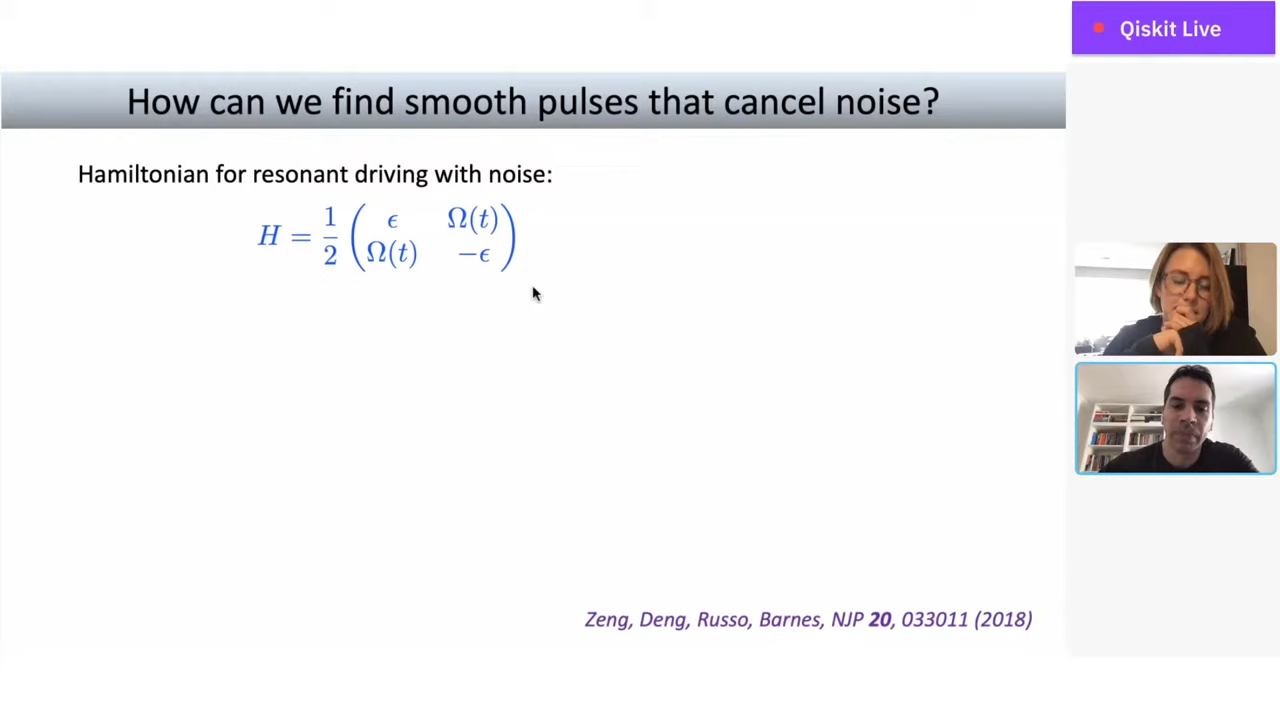 Qiskit Live
How can we find smooth pulses that cancel noise?
Hamiltonian for resonant driving with noise:
H = 1/2 ( ϵ Ω(t)
Ω(t) −ϵ )
Zeng, Deng, Russo, Barnes, NJP 20, 033011 (2018)